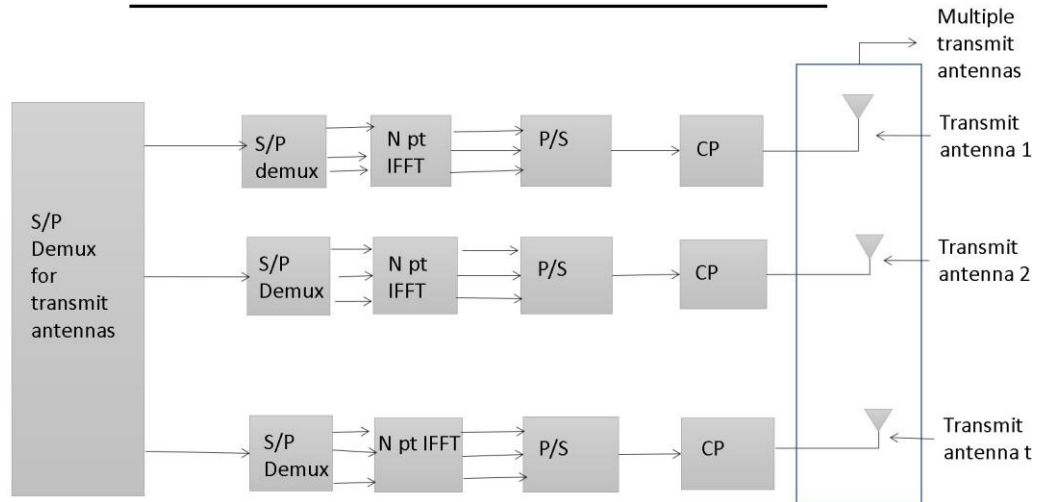 Multiple
transmit
antennas
S/P
Demux
for
transmit
antennas
S/P
demux
N pt
IFFT
P/S
CP
Transmit
antenna 1
S/P
Demux
N pt
IFFT
P/S
CP
Transmit
antenna 2
S/P
Demux
N pt IFFT
P/S
CP
Transmit
antenna t